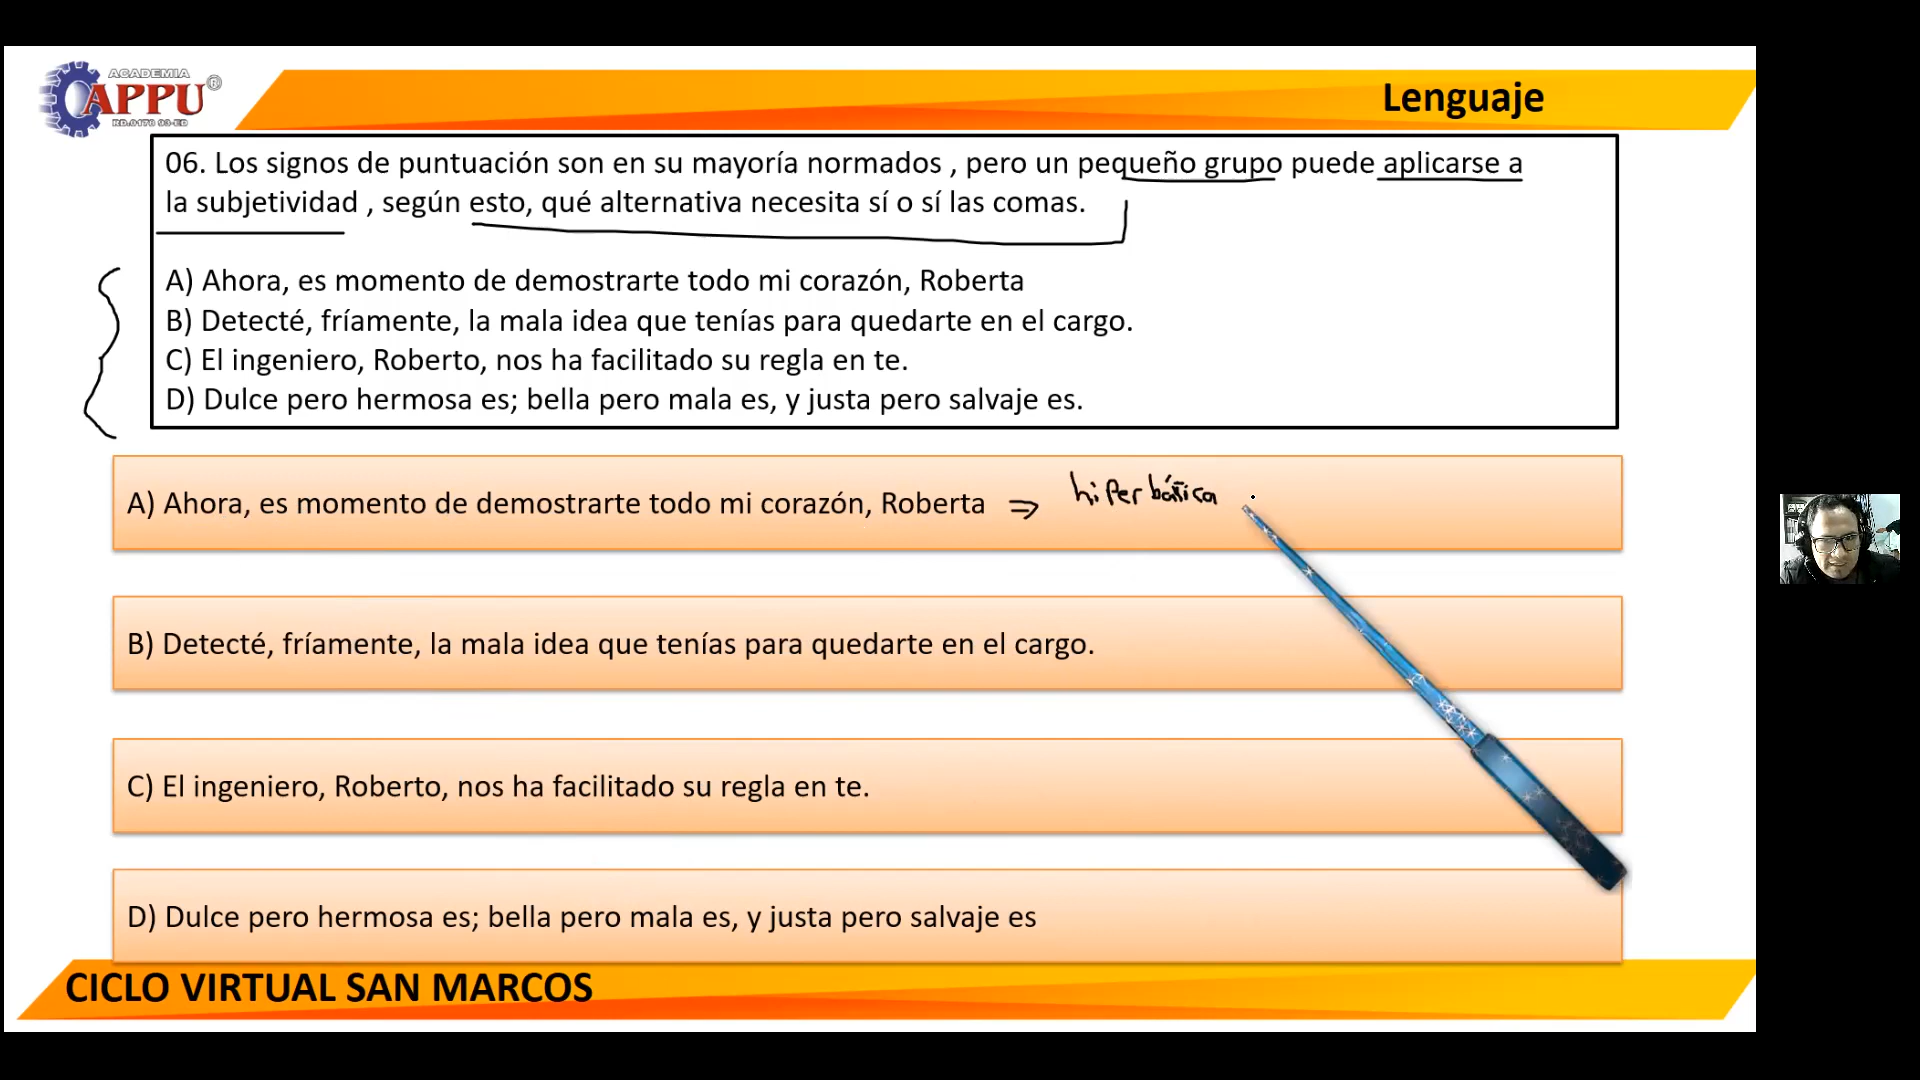 ACADEMIA
APPU®
RD.0170 93-ED
Lenguaje
06. Los signos de puntuación son en su mayoría normados , pero un pequeño grupo puede aplicarse a
la subjetividad , según esto, qué alternativa necesita sí o sí las comas.
A) Ahora, es momento de demostrarte todo mi corazón, Roberta
B) Detecté, fríamente, la mala idea que tenías para quedarte en el cargo.
C) El ingeniero, Roberto, nos ha facilitado su regla en te.
D) Dulce pero hermosa es; bella pero mala es, y justa pero salvaje es.
A) Ahora, es momento de demostrarte todo mi corazón, Roberta ⇒ hiperbática
B) Detecté, fríamente, la mala idea que tenías para quedarte en el cargo.
C) El ingeniero, Roberto, nos ha facilitado su regla en te.
D) Dulce pero hermosa es; bella pero mala es, y justa pero salvaje es
CICLO VIRTUAL SAN MARCOS